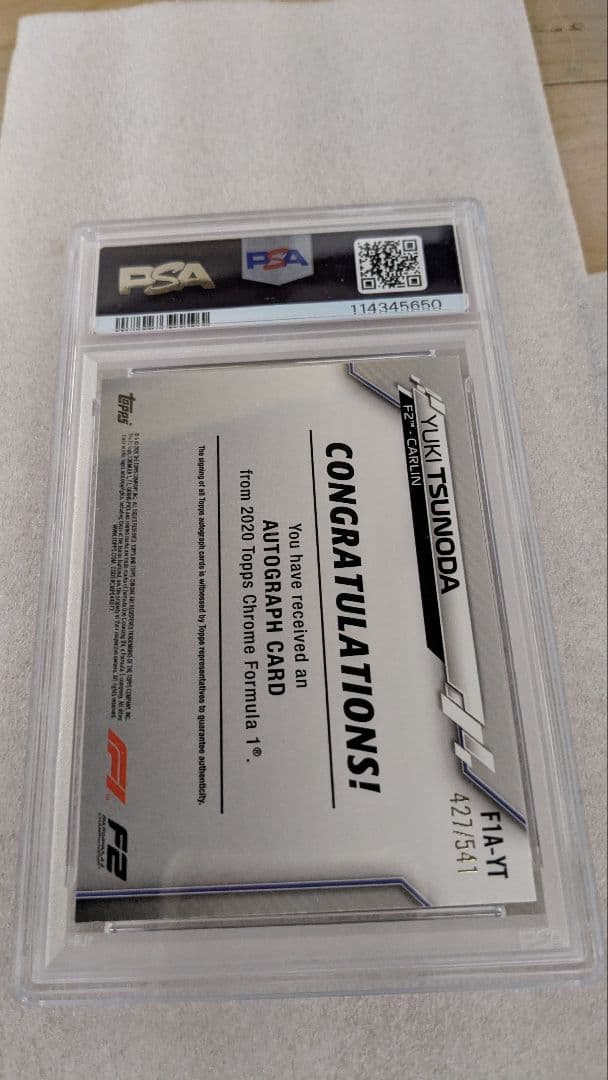 PSA
PSA
114345650
YUKI TSUNODA
F2™ - CARLIN
F1A-YT
427/541
CONGRATULATIONS!
You have received an
AUTOGRAPH CARD
from 2020 Topps Chrome Formula 1®.
The signing of all Topps autograph cards is witnessed by Topps representatives to guarantee authenticity.
topps
F1
F2